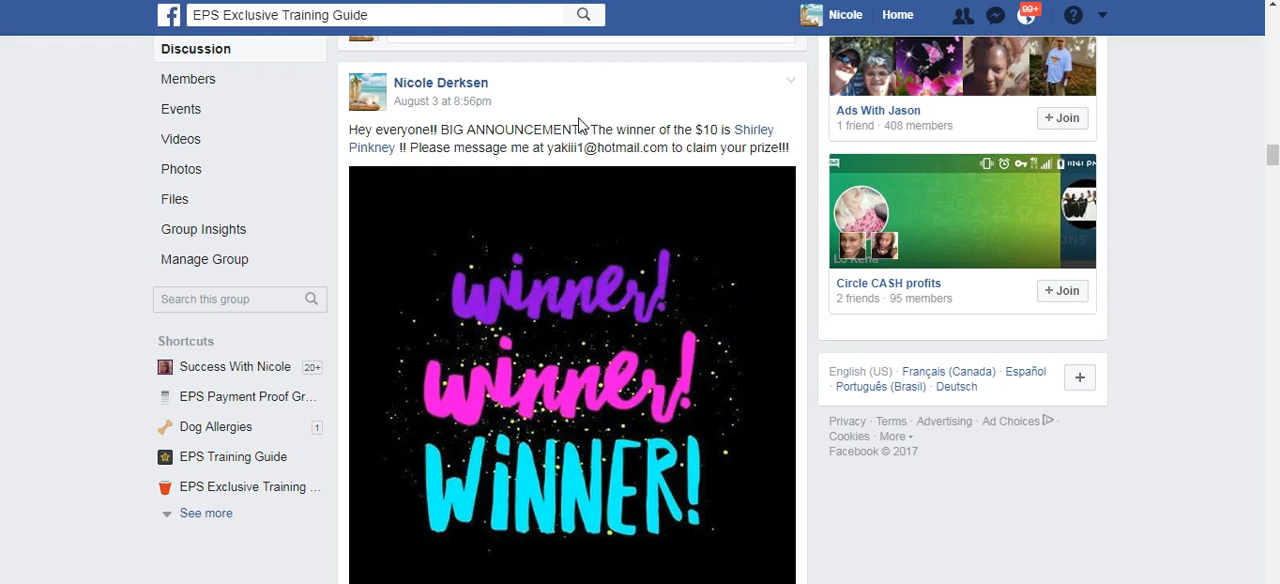 EPS Exclusive Training Guide
Nicole
Home
99+
Discussion
Members
Events
Videos
Photos
Files
Group Insights
Manage Group
Search this group
Shortcuts
Success With Nicole 20+
EPS Payment Proof Gr...
Dog Allergies 1
EPS Training Guide
EPS Exclusive Training ...
See more
Nicole Derksen
August 3 at 8:56pm
Hey everyone!! BIG ANNOUNCEMENT The winner of the $10 is Shirley
Pinkney !! Please message me at yakiii1@hotmail.com to claim your prize!!!
winner!
winner!
WINNER!
Ads With Jason
1 friend · 408 members
+ Join
Circle CASH profits
2 friends · 95 members
+ Join
English (US) · Français (Canada) · Español
· Português (Brasil) · Deutsch
+
Privacy · Terms · Advertising · Ad Choices ·
Cookies · More
Facebook © 2017